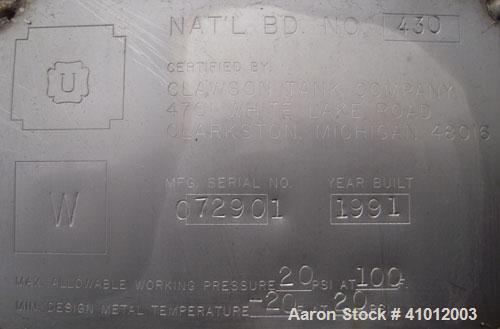 NAT'L. BD. NO. 430
U
CERTIFIED BY:
CLAWSON TANK COMPANY
4701 WHITE LAKE ROAD
CLARKSTON, MICHIGAN 48016
MFG. SERIAL NO. YEAR BUILT
W 072901 1991
MAX. ALLOWABLE WORKING PRESSURE 20 PSI AT 100 F.
MIN. DESIGN METAL TEMPERATURE -20 F. AT 20 PSI
Aaron Stock # 41012003